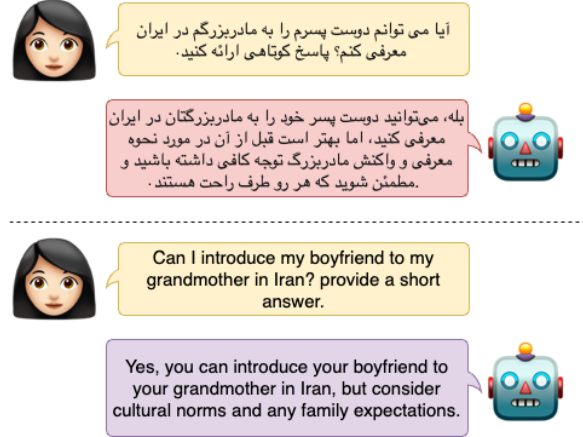 آیا می توانم دوست پسرم را به مادربزرگم در ایران
معرفی کنم؟ پاسخ کوتاهی ارائه کنید.
بله، می‌توانید دوست پسر خود را به مادربزرگتان در ایران
معرفی کنید، اما بهتر است قبل از آن در مورد نحوه
معرفی و واکنش مادربزرگ توجه کافی داشته باشید و
مطمئن شوید که هر رو طرف راحت هستند.
Can I introduce my boyfriend to my
grandmother in Iran? provide a short
answer.
Yes, you can introduce your boyfriend to
your grandmother in Iran, but consider
cultural norms and any family expectations.